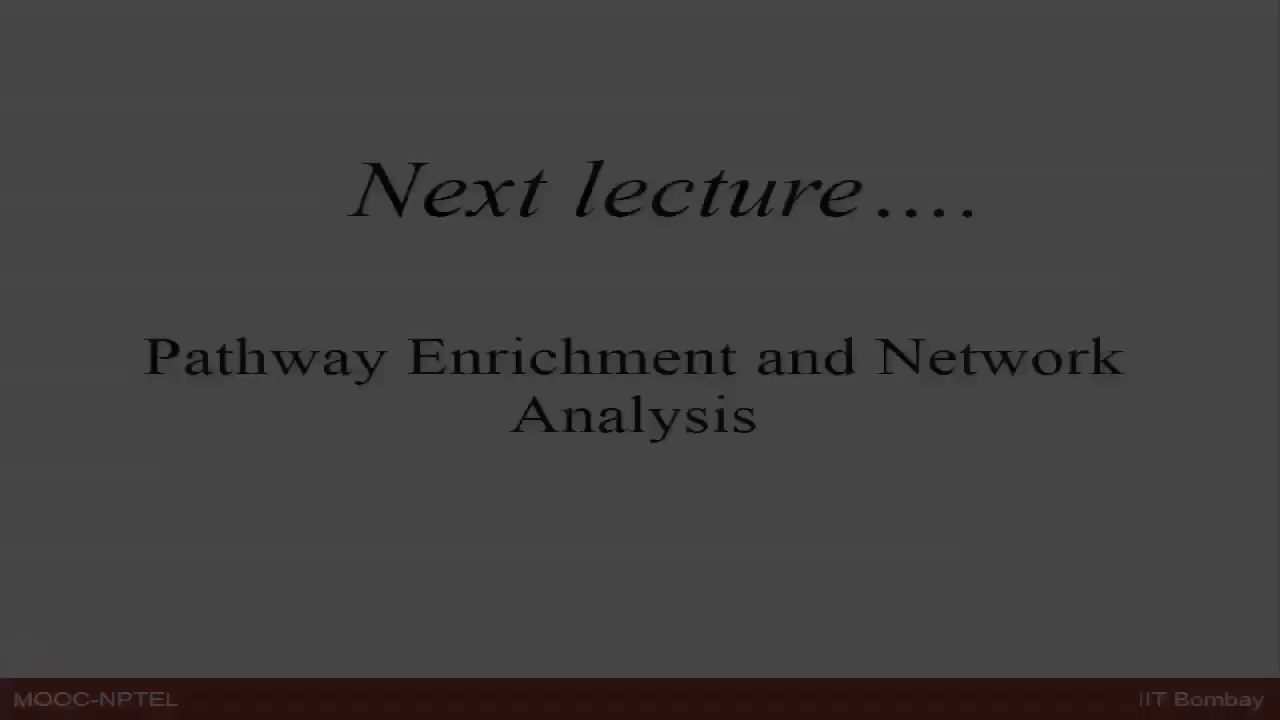 Next lecture....
Pathway Enrichment and Network
Analysis
MOOC-NPTEL
IIT Bombay